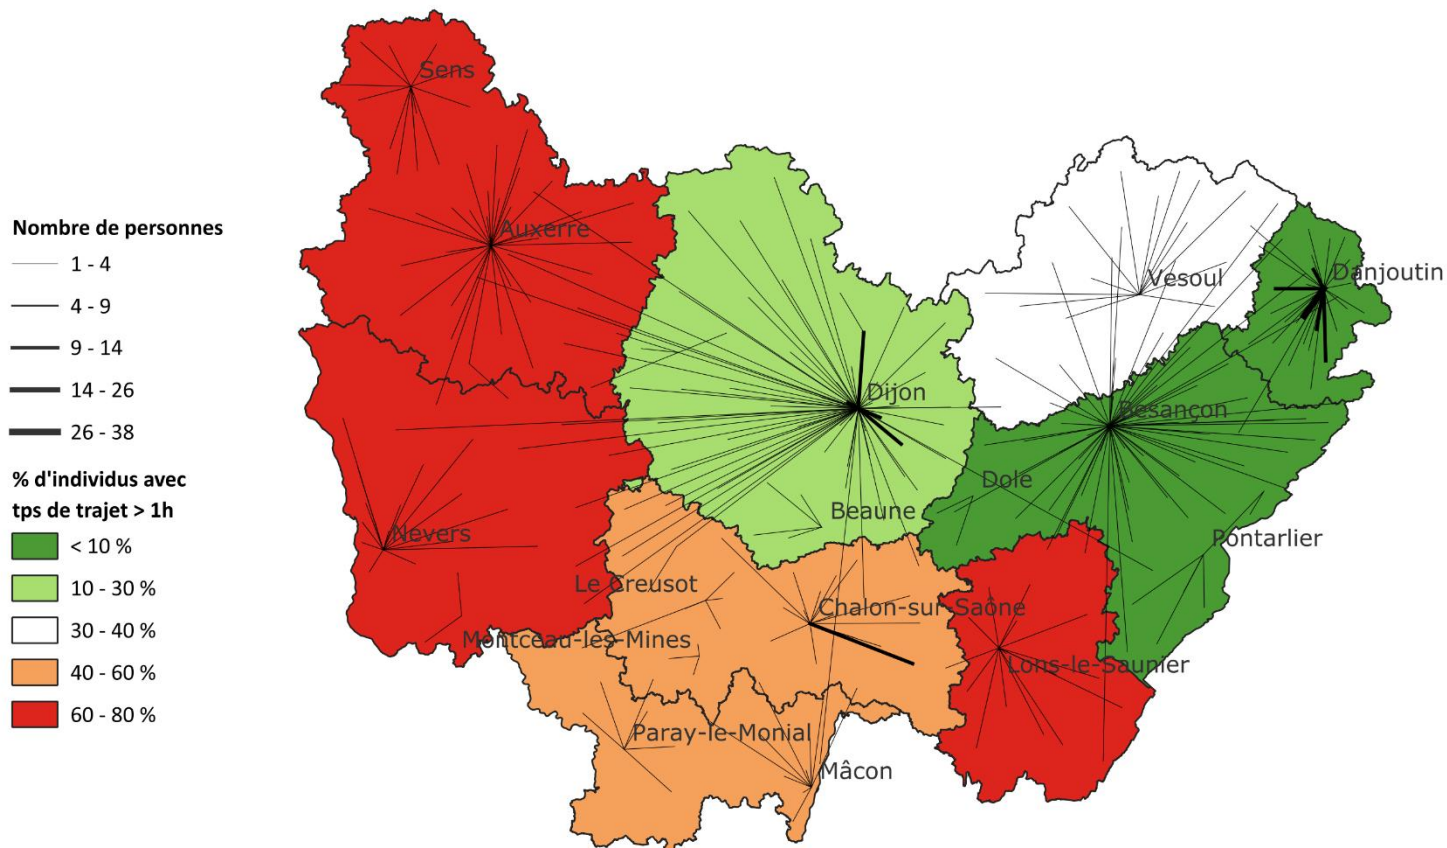 Nombre de personnes
1 - 4
4 - 9
9 - 14
14 - 26
26 - 38
% d'individus avec
tps de trajet > 1h
< 10 %
10 - 30 %
30 - 40 %
40 - 60 %
60 - 80 %
Sens
Auxerre
Vesoul
Danjoutin
Dijon
Besançon
Dole
Beaune
Nevers
Pontarlier
Le Creusot
Chalon-sur-Saône
Montceau-les-Mines
Lons-le-Saunier
Paray-le-Monial
Mâcon